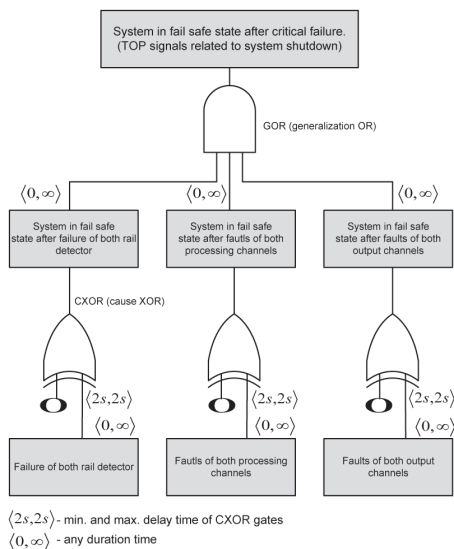 System in fail safe state after critical failure.
(TOP signals related to system shutdown)
GOR (generalization OR)
⟨0,∞⟩
⟨0,∞⟩
⟨0,∞⟩
System in fail safe
state after failure of both rail
detector
System in fail safe
state after fautls of both
processing channels
System in fail safe
state after faults of both
output channels
CXOR (cause XOR)
⟨2s,2s⟩
⟨2s,2s⟩
⟨2s,2s⟩
⟨0,∞⟩
⟨0,∞⟩
⟨0,∞⟩
Failure of both rail detector
Fautls of both processing
channels
Faults of both output
channels
⟨2s,2s⟩- min. and max. delay time of CXOR gates
⟨0,∞⟩ - any duration time